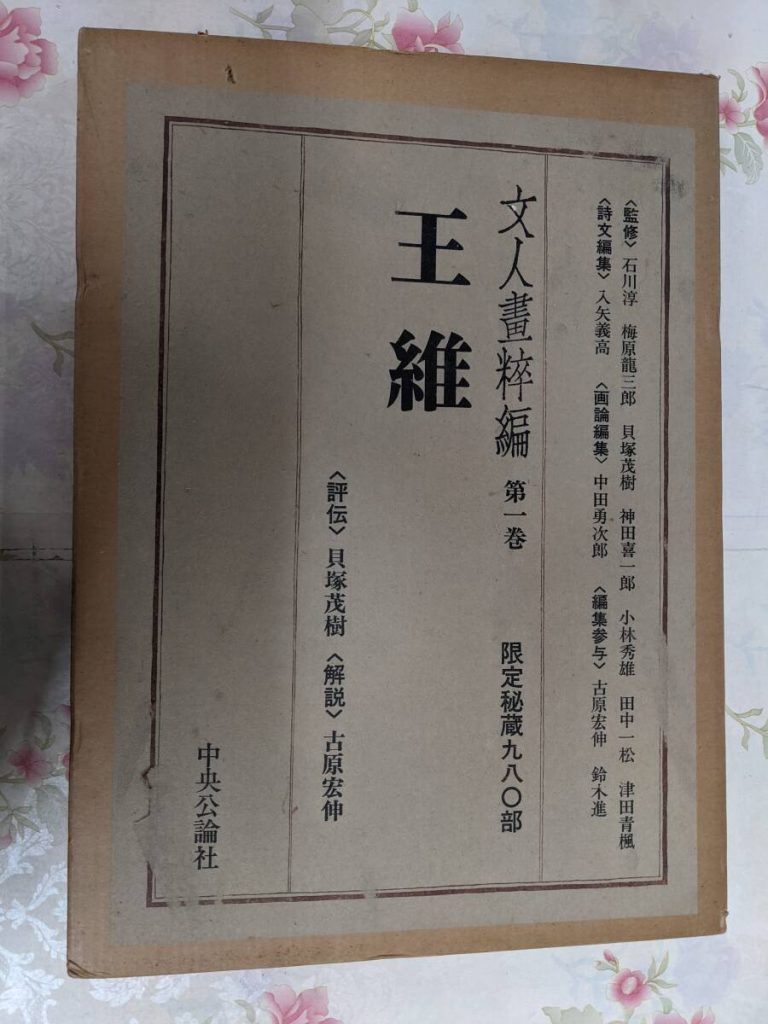 〈監修〉石川淳 梅原龍三郎 貝塚茂樹 神田喜一郎 小林秀雄 田中一松 津田青楓
〈詩文編集〉入矢義高 〈画論編集〉中田勇次郎 〈編集参与〉古原宏伸 鈴木進
文人畫粹編 第一巻 限定秘蔵九八〇部
王維
〈評伝〉貝塚茂樹 〈解説〉古原宏伸
中央公論社